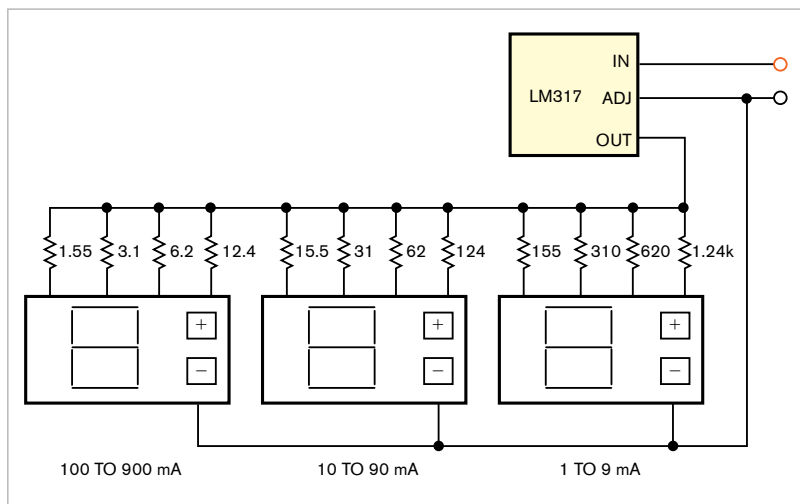 IN
LM317 ADJ
OUT
1.55 3.1 6.2 12.4 15.5 31 62 124 155 310 620 1.24k
+ + +
− − −
100 TO 900 mA 10 TO 90 mA 1 TO 9 mA